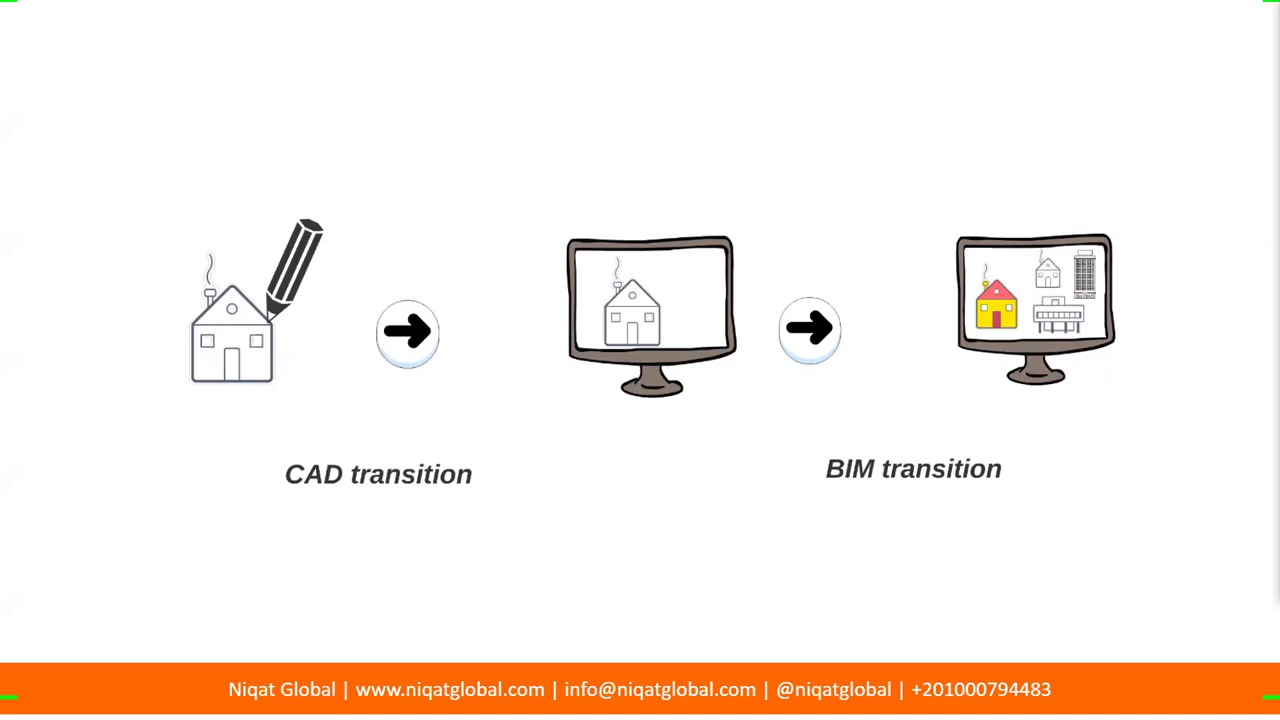 CAD transition
BIM transition
Niqat Global | www.niqatglobal.com | info@niqatglobal.com | @niqatglobal | +201000794483